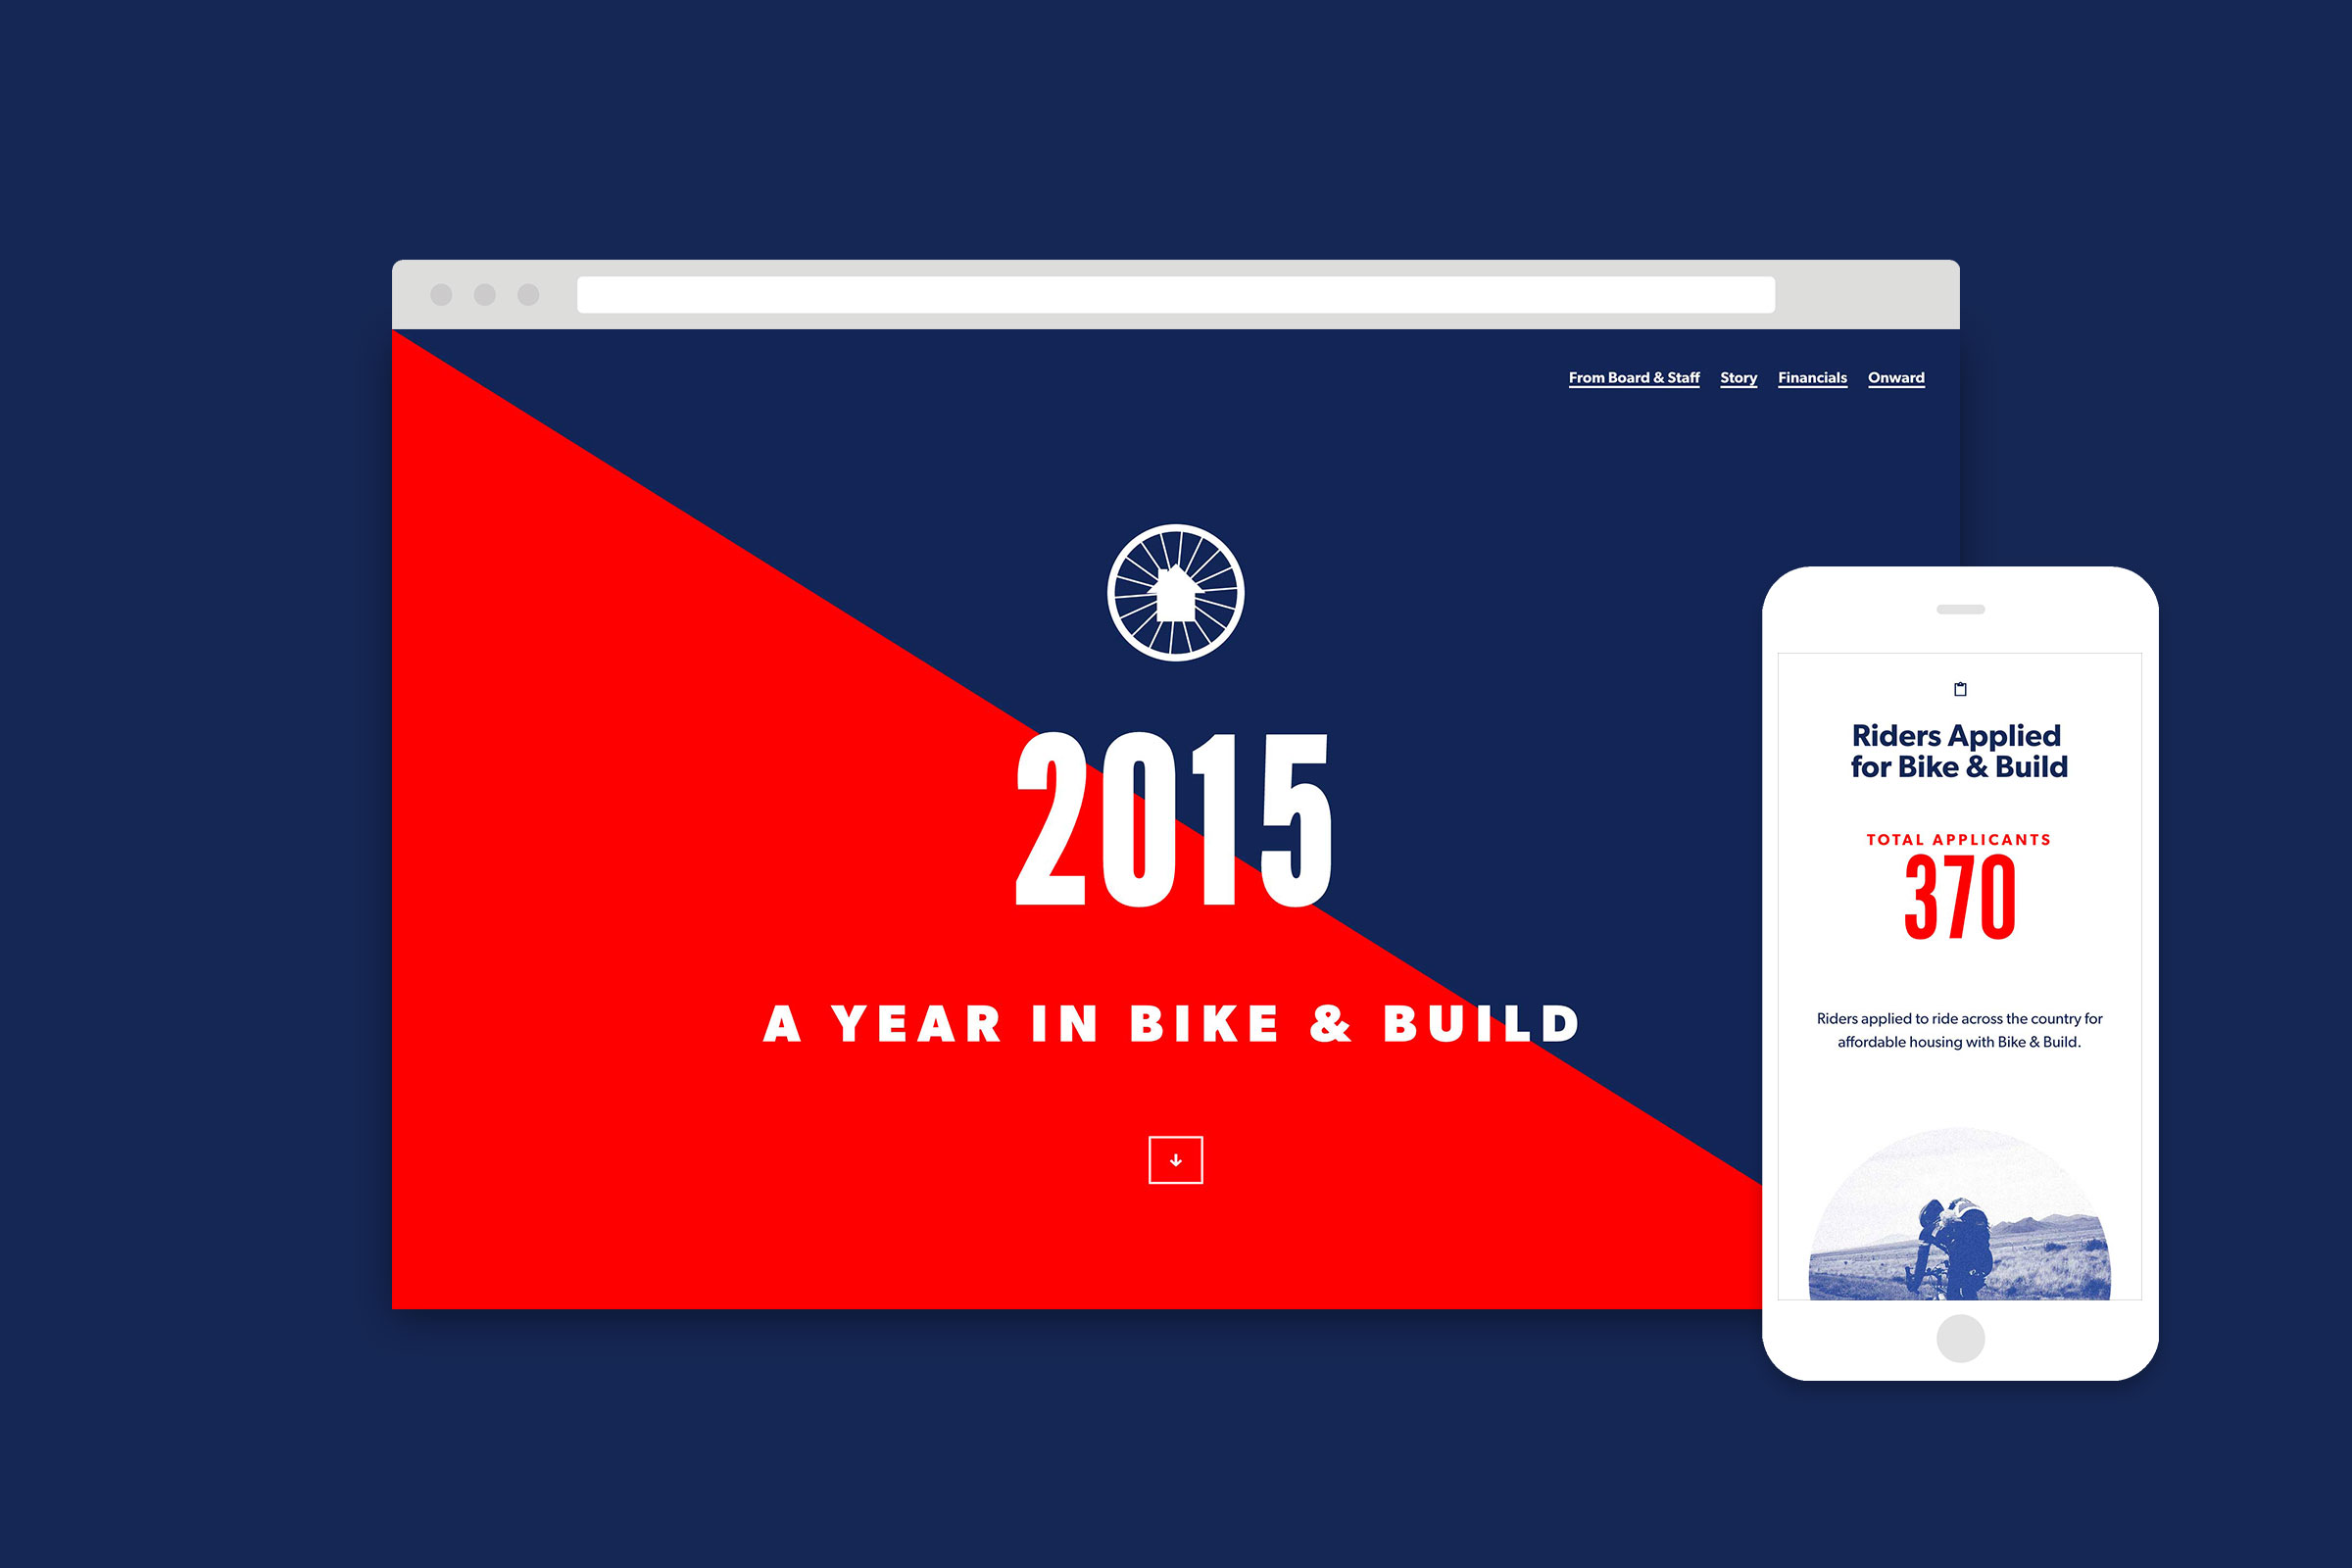 From Board & Staff Story Financials Onward
2015
A YEAR IN BIKE & BUILD
Riders Applied
for Bike & Build
TOTAL APPLICANTS
370
Riders applied to ride across the country for
affordable housing with Bike & Build.